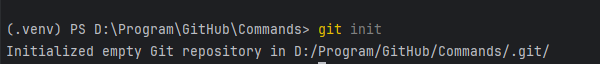 (.venv) PS D:\Program\GitHub\Commands> git init
Initialized empty Git repository in D:/Program/GitHub/Commands/.git/